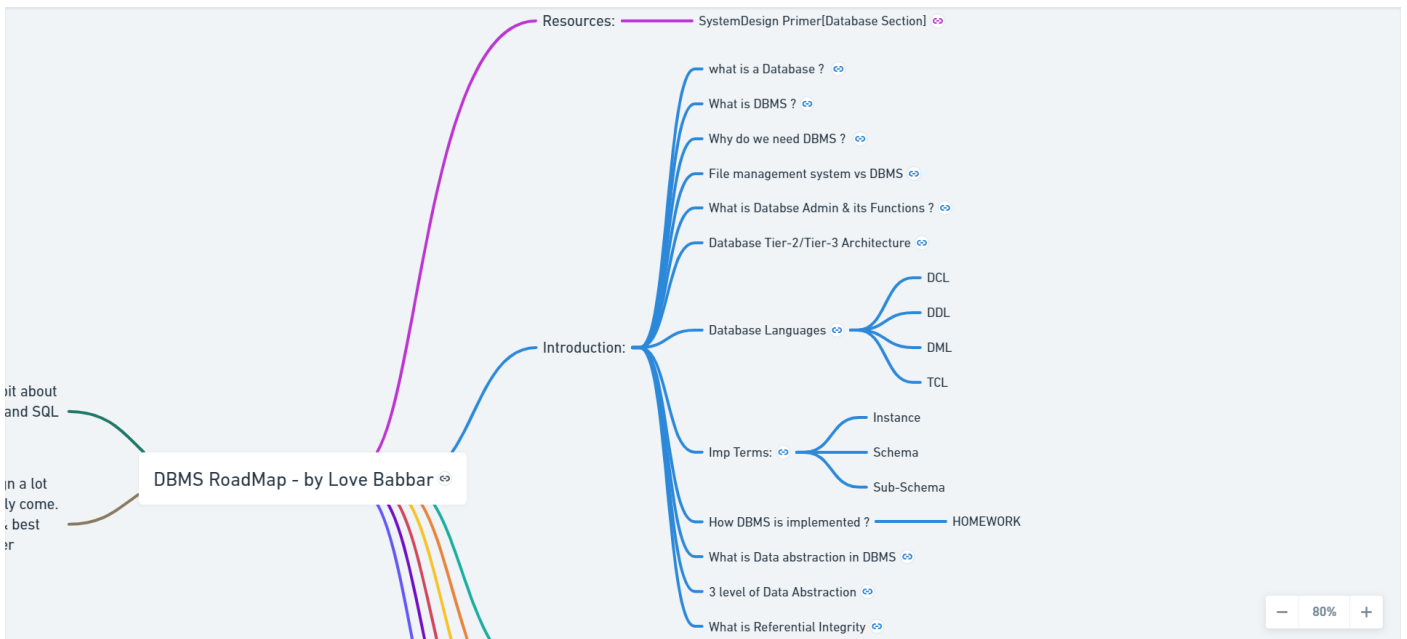 Resources:
SystemDesign Primer[Database Section]
what is a Database ?
What is DBMS ?
Why do we need DBMS ?
File management system vs DBMS
What is Databse Admin & its Functions ?
Database Tier-2/Tier-3 Architecture
Database Languages
DCL
DDL
DML
TCL
Introduction:
Imp Terms:
Instance
Schema
Sub-Schema
How DBMS is implemented ?
HOMEWORK
What is Data abstraction in DBMS
3 level of Data Abstraction
What is Referential Integrity
about
and SQL
DBMS RoadMap - by Love Babbar
a lot
come.
best
80%